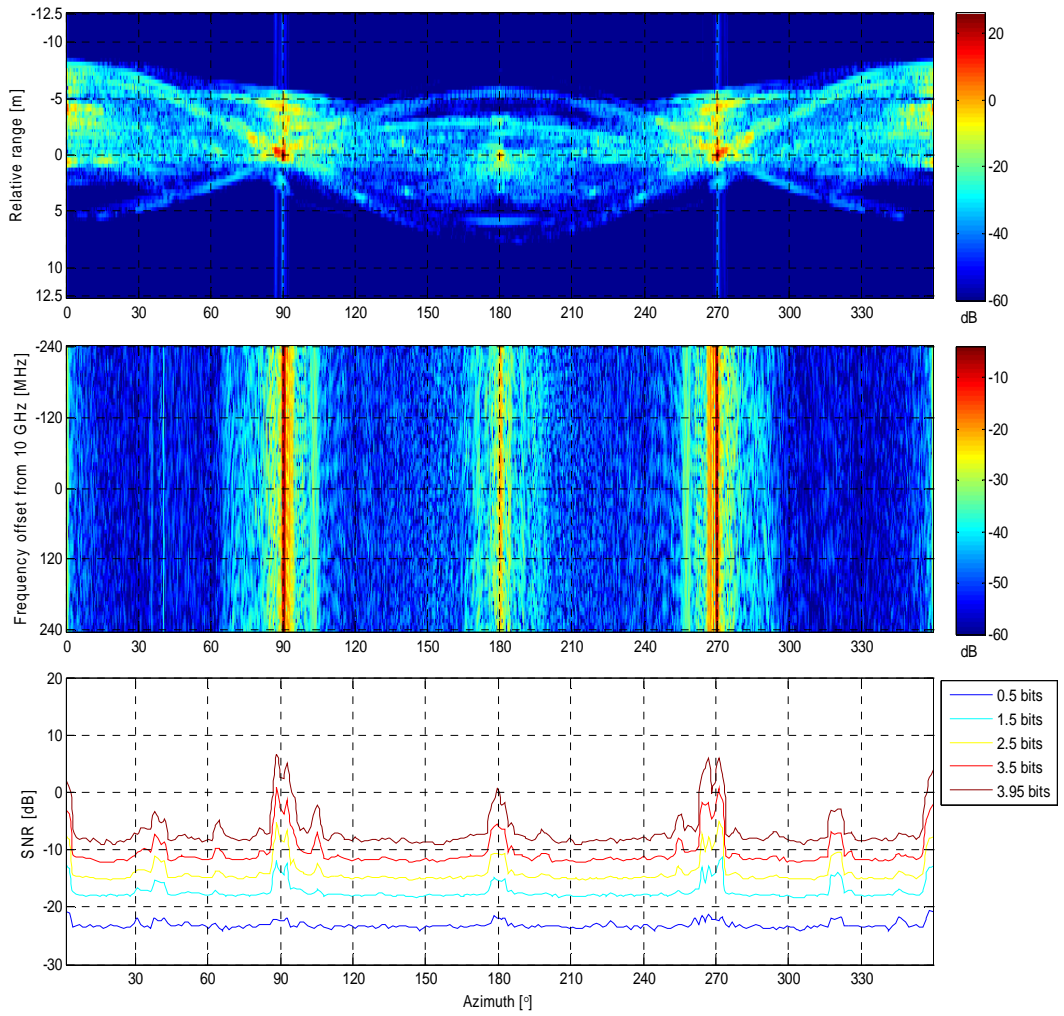 -12.5
-10
-5
0
5
10
12.5
Relative range [m]
0 30 60 90 120 150 180 210 240 270 300 330
20
0
-20
-40
-60
dB
-240
-120
0
120
240
Frequency offset from 10 GHz [MHz]
0 30 60 90 120 150 180 210 240 270 300 330
-10
-20
-30
-40
-50
-60
dB
20
10
0
-10
-20
-30
SNR [dB]
30 60 90 120 150 180 210 240 270 300 330
Azimuth [°]
0.5 bits
1.5 bits
2.5 bits
3.5 bits
3.95 bits